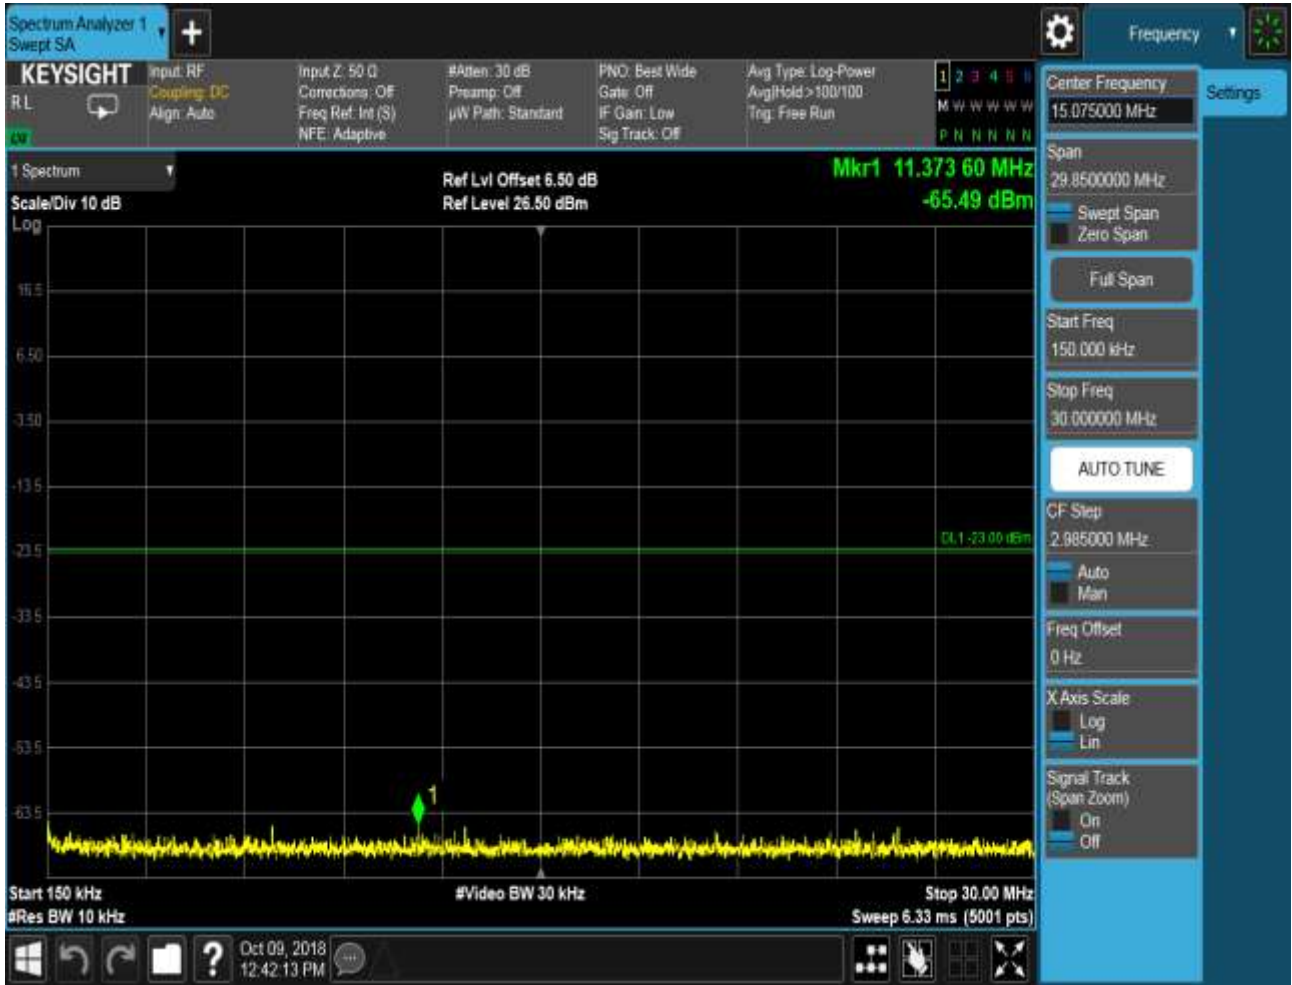 Spectrum Analyzer 1
Swept SA
Frequency
KEYSIGHT
R L
Input: RF
Coupling: DC
Align: Auto
Input Z: 50 Ω
Corrections: Off
Freq Ref: Int (S)
NFE: Adaptive
#Atten: 30 dB
Preamp: Off
µW Path: Standard
PNO: Best Wide
Gate: Off
IF Gain: Low
Sig Track: Off
Avg Type: Log-Power
Avg|Hold:>100/100
Trig: Free Run
1 2 3 4 5 6
M W W W W W
P N N N N N
1 Spectrum
Scale/Div 10 dB
Log
Ref Lvl Offset 6.50 dB
Ref Level 26.50 dBm
Mkr1 11.373 60 MHz
-65.49 dBm
16.5
6.50
-3.50
-13.5
-23.5
-33.5
-43.5
-53.5
-63.5
DL1 -23.00 dBm
1
Start 150 kHz
#Res BW 10 kHz
#Video BW 30 kHz
Stop 30.00 MHz
Sweep 6.33 ms (5001 pts)
Oct 09, 2018
12:42:13 PM
?
Center Frequency
15.075000 MHz
Settings
Span
29.8500000 MHz
Swept Span
Zero Span
Full Span
Start Freq
150.000 kHz
Stop Freq
30.000000 MHz
AUTO TUNE
CF Step
2.985000 MHz
Auto
Man
Freq Offset
0 Hz
X Axis Scale
Log
Lin
Signal Track
(Span Zoom)
On
Off